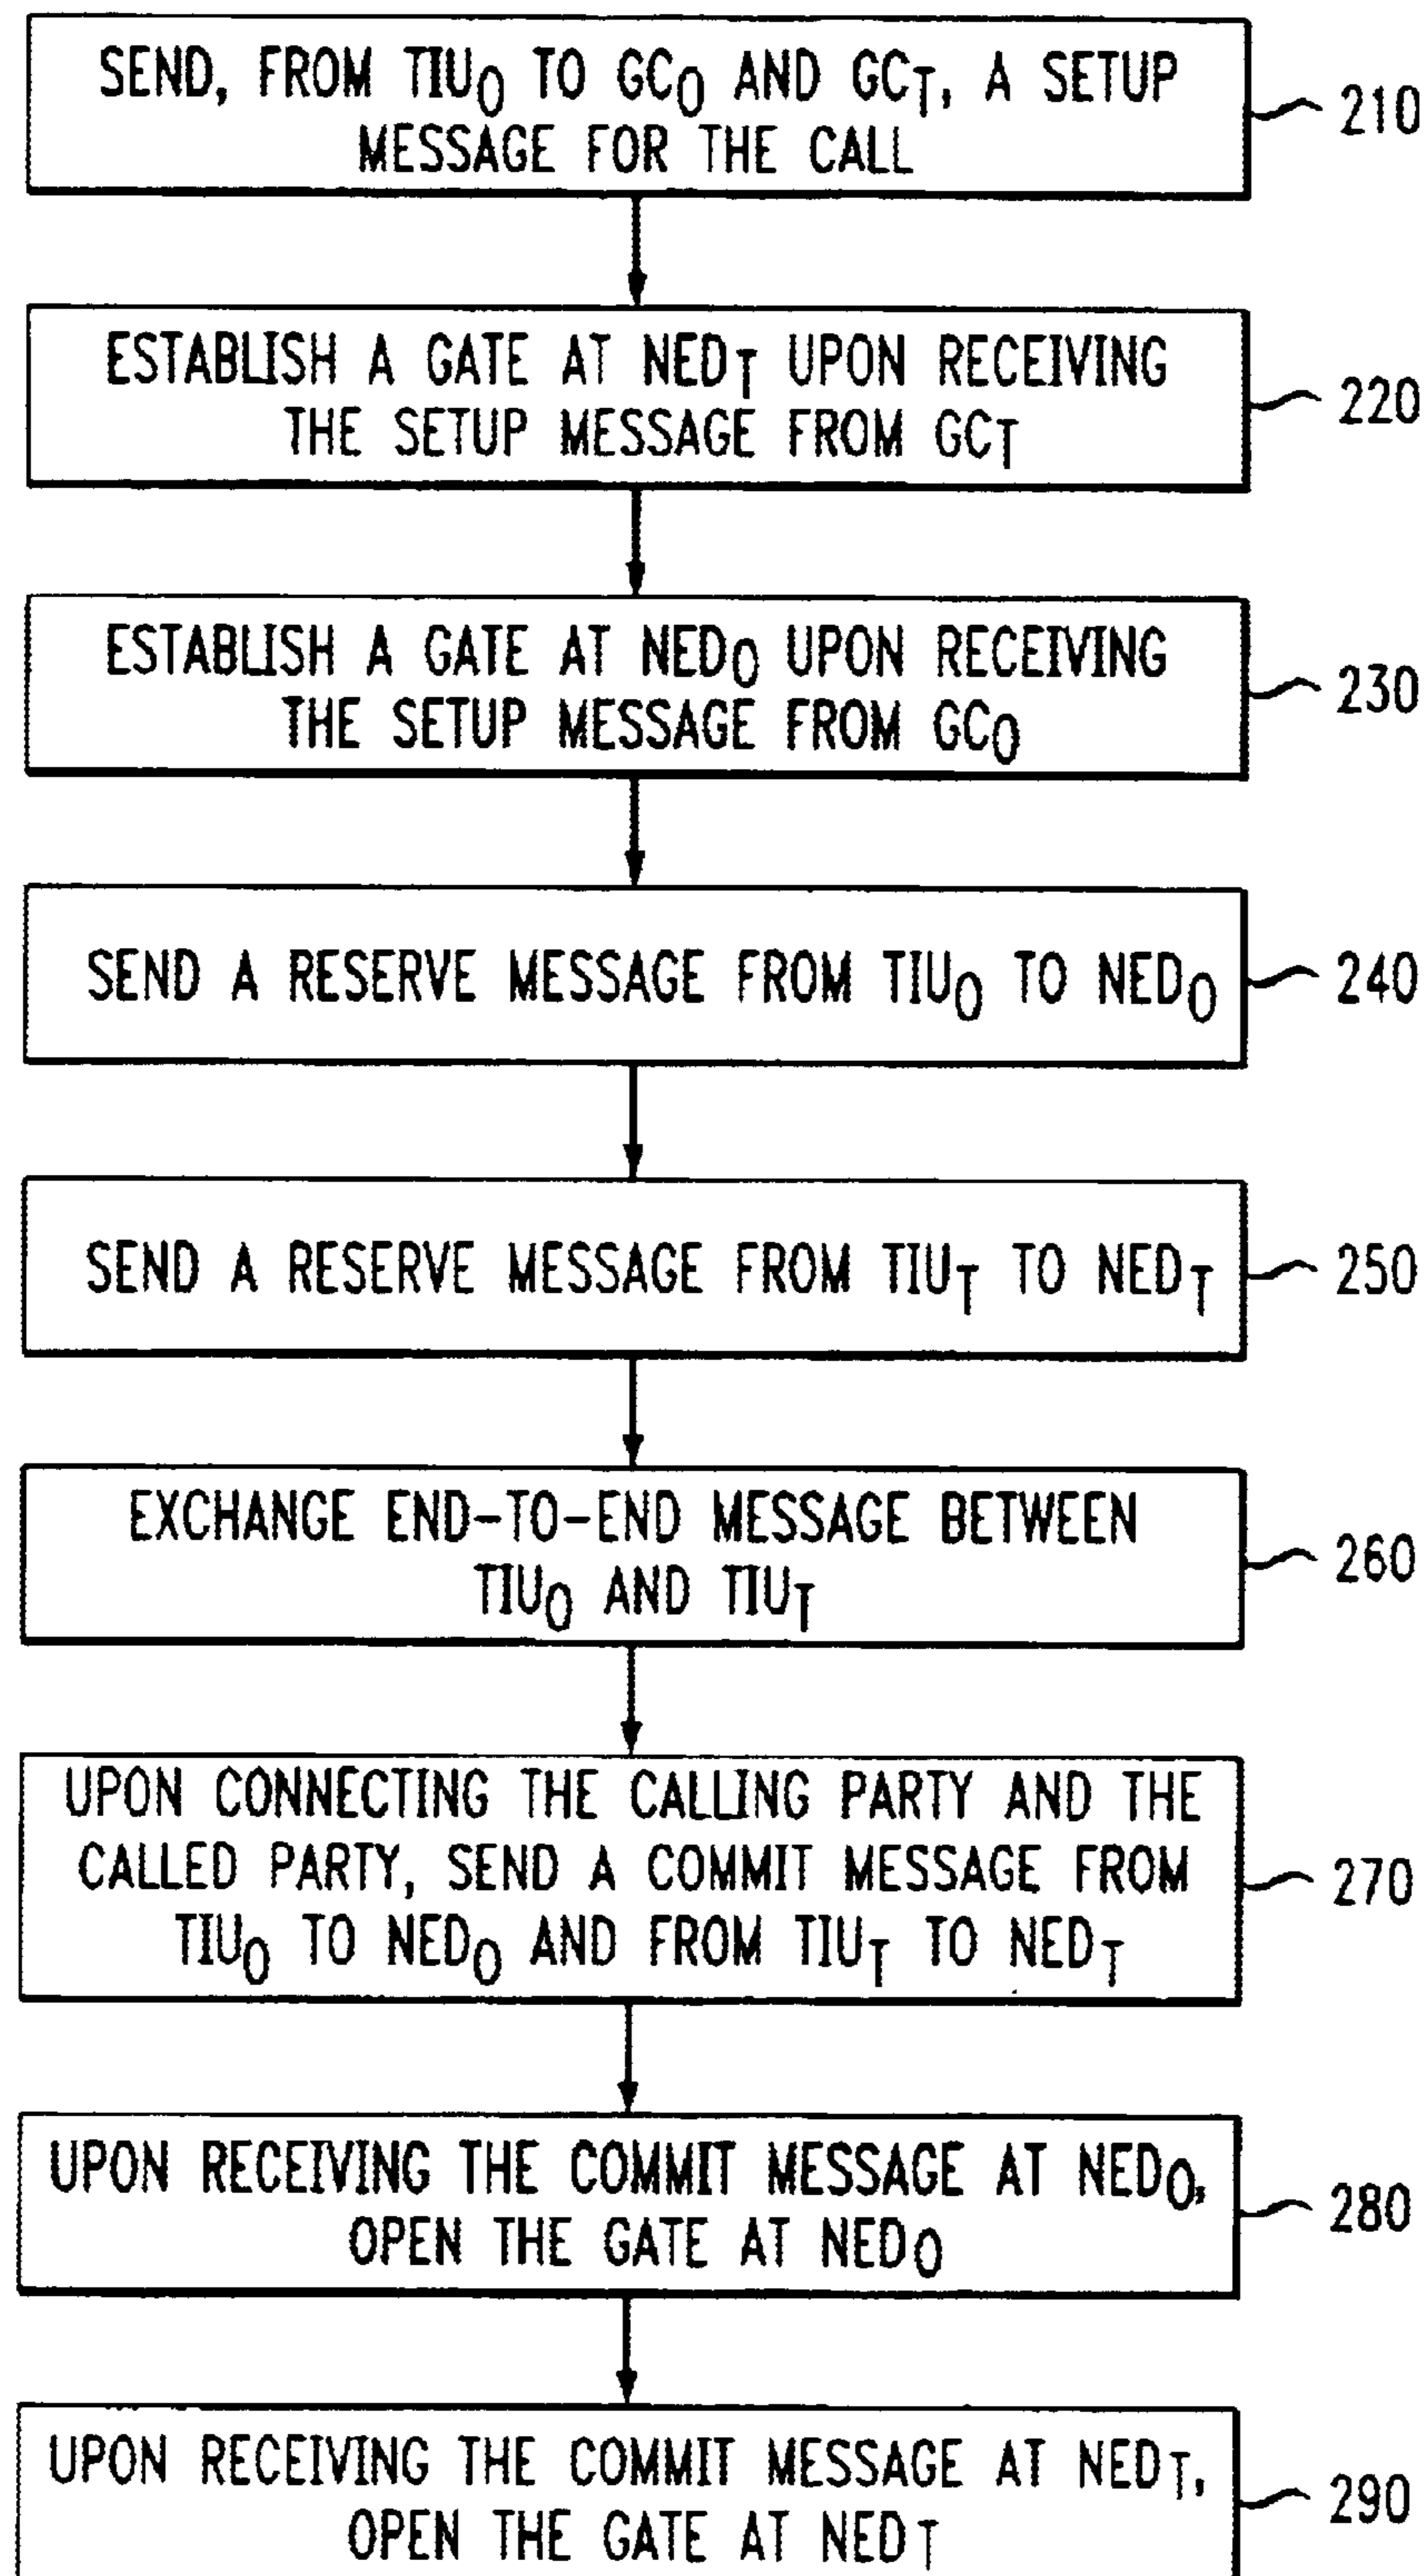 SEND, FROM TIUO TO GCO AND GCT, A SETUP
MESSAGE FOR THE CALL
210
ESTABLISH A GATE AT NEDT UPON RECEIVING
THE SETUP MESSAGE FROM GCT
220
ESTABLISH A GATE AT NEDO UPON RECEIVING
THE SETUP MESSAGE FROM GCO
230
SEND A RESERVE MESSAGE FROM TIUO TO NEDO
240
SEND A RESERVE MESSAGE FROM TIUT TO NEDT
250
EXCHANGE END-TO-END MESSAGE BETWEEN
TIUO AND TIUT
260
UPON CONNECTING THE CALLING PARTY AND THE
CALLED PARTY, SEND A COMMIT MESSAGE FROM
TIUO TO NEDO AND FROM TIUT TO NEDT
270
UPON RECEIVING THE COMMIT MESSAGE AT NEDO,
OPEN THE GATE AT NEDO
280
UPON RECEIVING THE COMMIT MESSAGE AT NEDT,
OPEN THE GATE AT NEDT
290